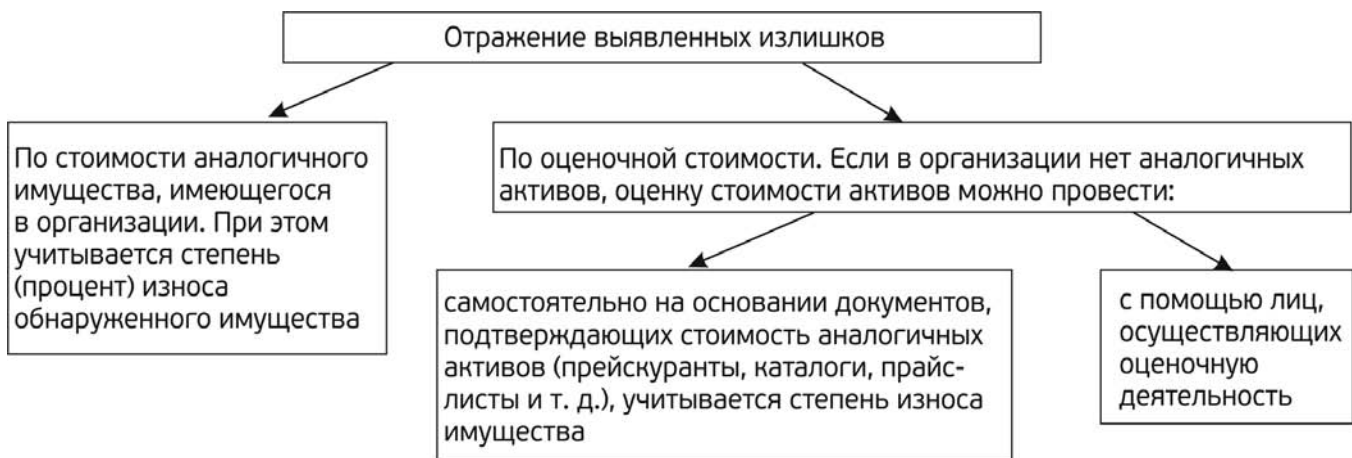 Отражение выявленных излишков
По стоимости аналогичного
имущества, имеющегося
в организации. При этом
учитывается степень
(процент) износа
обнаруженного имущества
По оценочной стоимости. Если в организации нет аналогичных
активов, оценку стоимости активов можно провести:
самостоятельно на основании документов,
подтверждающих стоимость аналогичных
активов (прейскуранты, каталоги, прайс-
листы и т. д.), учитывается степень износа
имущества
с помощью лиц,
осуществляющих
оценочную
деятельность